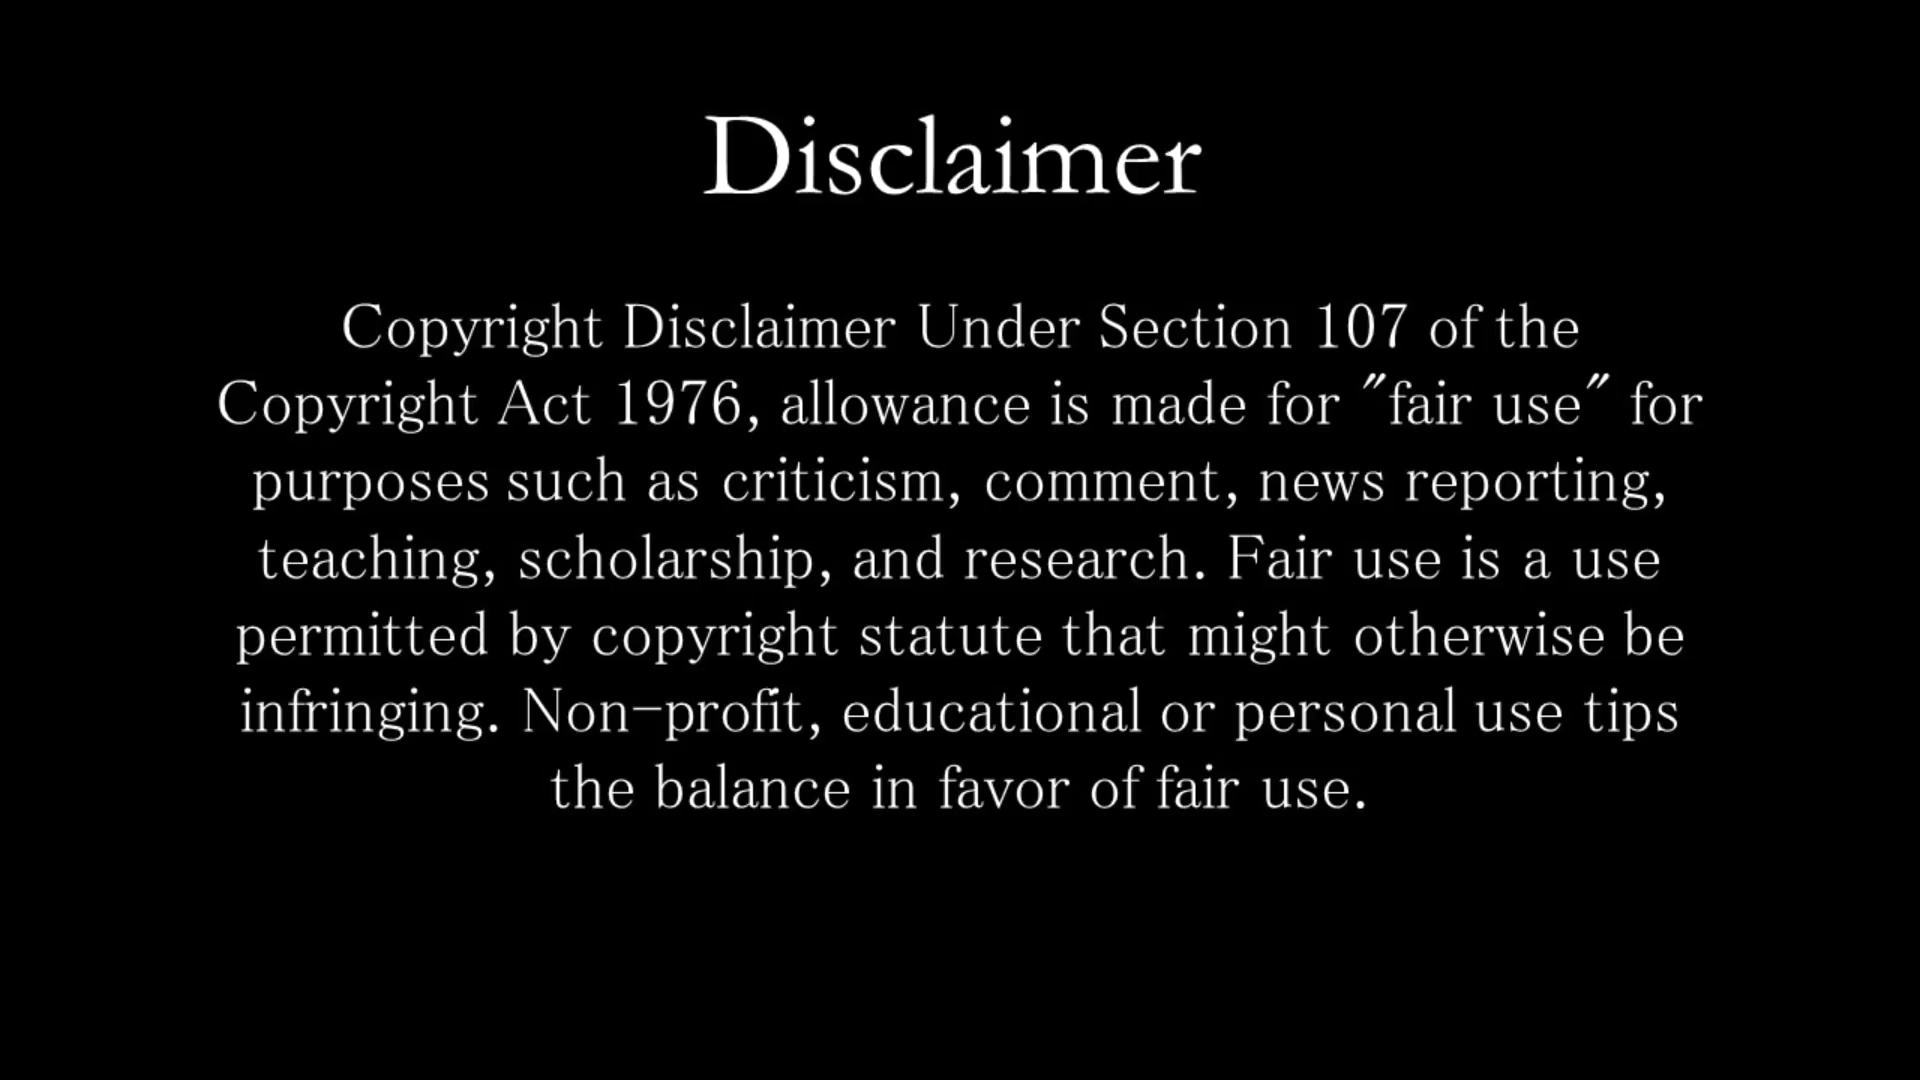 Disclaimer
Copyright Disclaimer Under Section 107 of the
Copyright Act 1976, allowance is made for "fair use" for
purposes such as criticism, comment, news reporting,
teaching, scholarship, and research. Fair use is a use
permitted by copyright statute that might otherwise be
infringing. Non-profit, educational or personal use tips
the balance in favor of fair use.